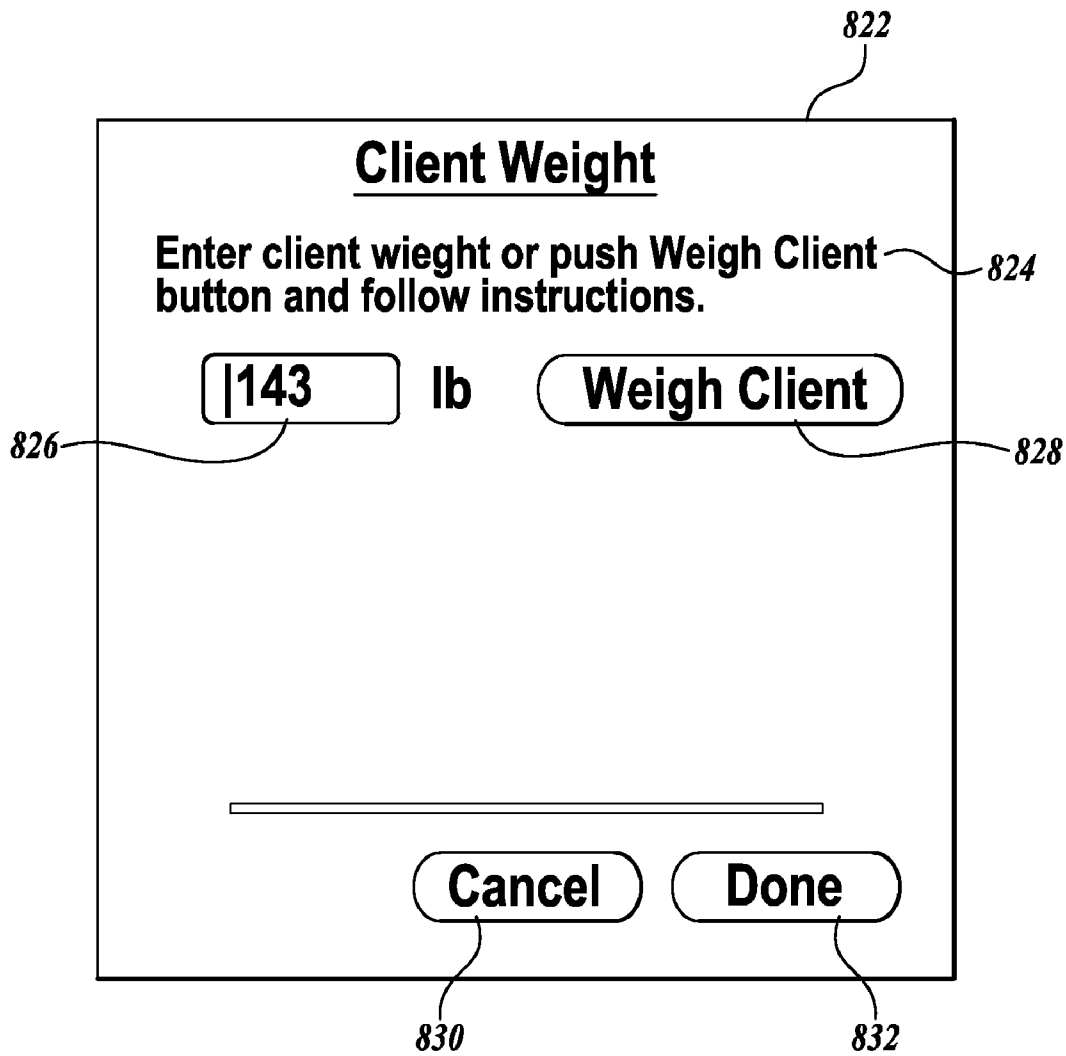 822
Client Weight
Enter client wieght or push Weigh Client
824
button and follow instructions.
143 lb Weigh Client
826
828
Cancel Done
830 832